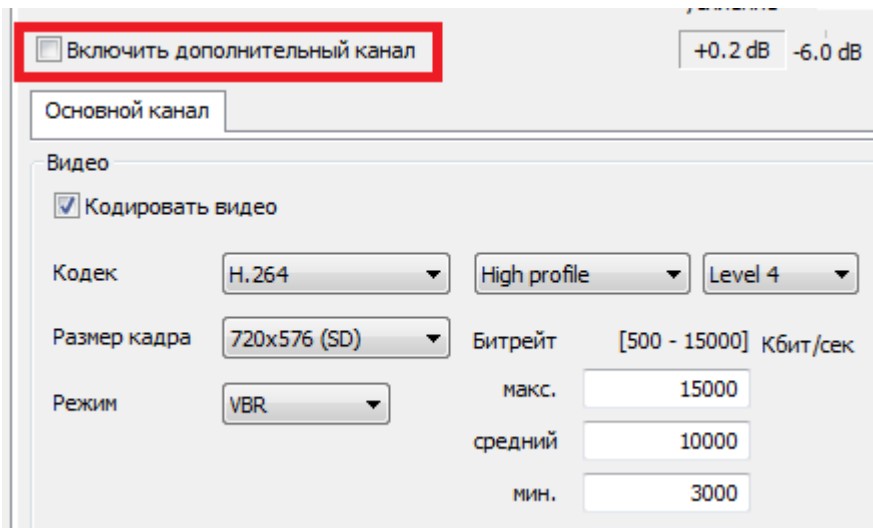 Включить дополнительный канал
+0.2 dB -6.0 dB
Основной канал
Видео
Кодировать видео
Кодек H.264 High profile Level 4
Размер кадра 720x576 (SD) Битрейт [500 - 15000] Кбит/сек
макс. 15000
Режим VBR
средний 10000
мин. 3000